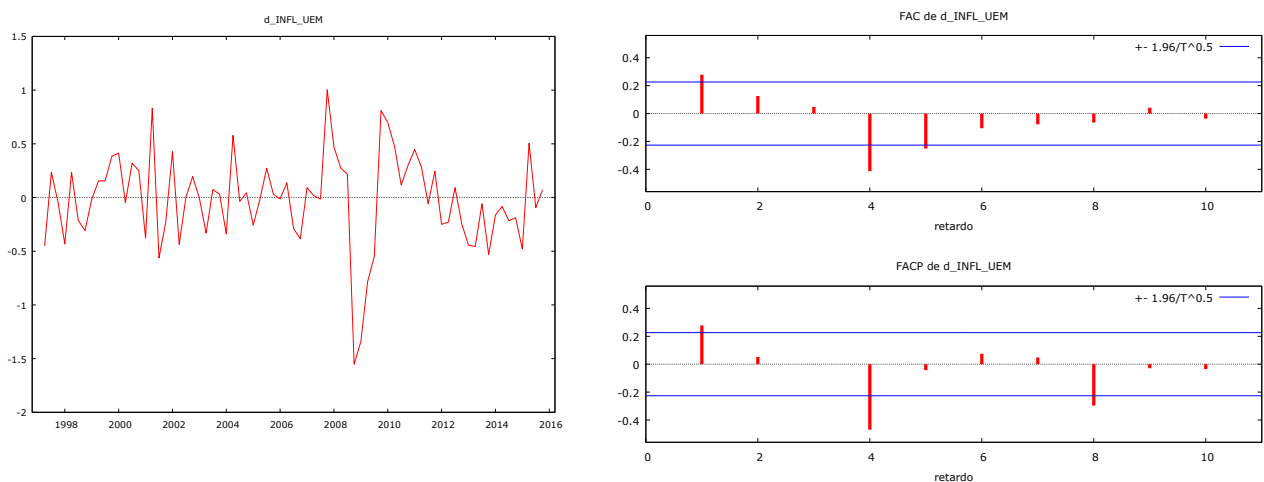 d_INFL_UEM
1.5
1
0.5
0
-0.5
-1
-1.5
-2
1998 2000 2002 2004 2006 2008 2010 2012 2014 2016
FAC de d_INFL_UEM
+- 1.96/T^0.5
0.4
0.2
0
-0.2
-0.4
0 2 4 6 8 10
retardo
FACP de d_INFL_UEM
+- 1.96/T^0.5
0.4
0.2
0
-0.2
-0.4
0 2 4 6 8 10
retardo